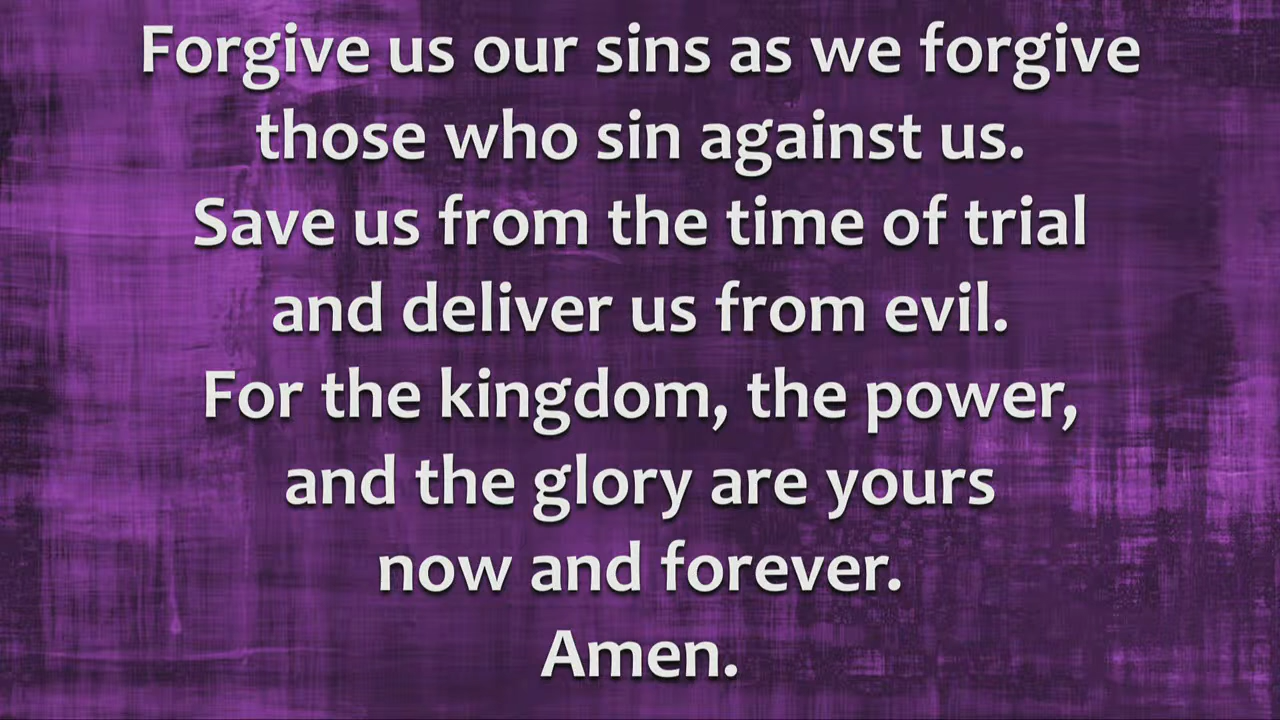 Forgive us our sins as we forgive
those who sin against us.
Save us from the time of trial
and deliver us from evil.
For the kingdom, the power,
and the glory are yours
now and forever.
Amen.